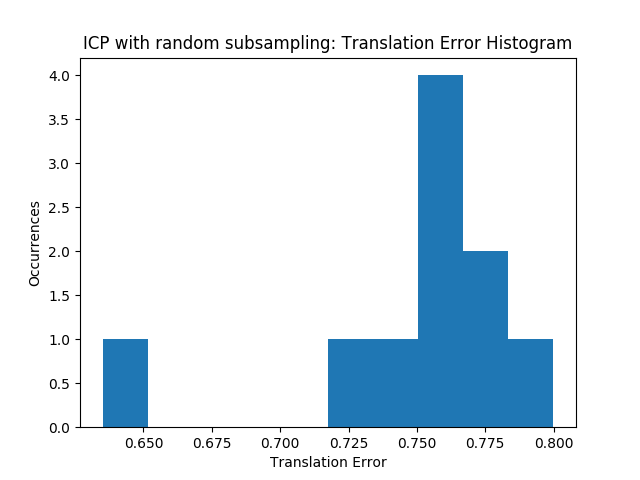 ICP with random subsampling: Translation Error Histogram
4.0
3.5
3.0
2.5
2.0
1.5
1.0
0.5
0.0
Occurrences
0.650 0.675 0.700 0.725 0.750 0.775 0.800
Translation Error